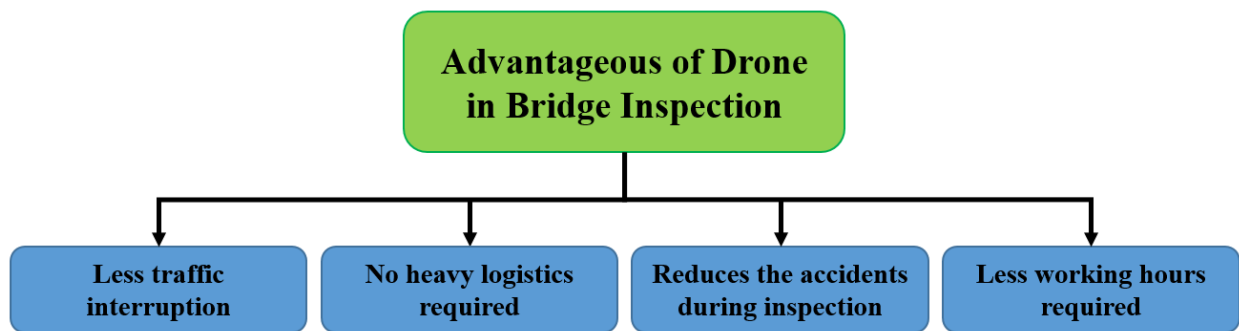 Advantageous of Drone
in Bridge Inspection
Less traffic
interruption
No heavy logistics
required
Reduces the accidents
during inspection
Less working hours
required